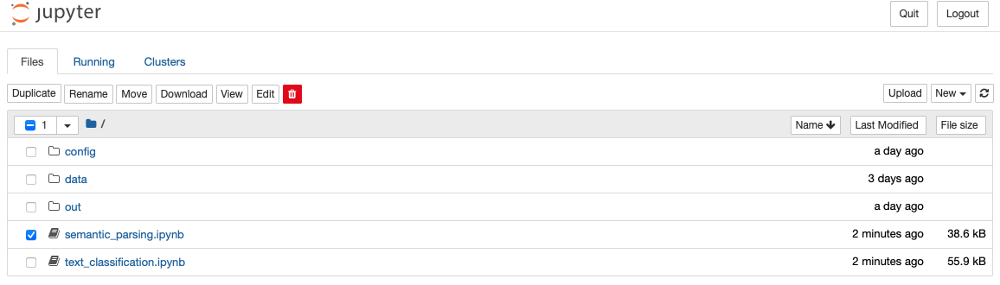 jupyter Quit Logout
Files Running Clusters
Duplicate Rename Move Download View Edit Upload New
1 / Name Last Modified File size
config a day ago
data 3 days ago
out a day ago
semantic_parsing.ipynb 2 minutes ago 38.6 kB
text_classification.ipynb 2 minutes ago 55.9 kB